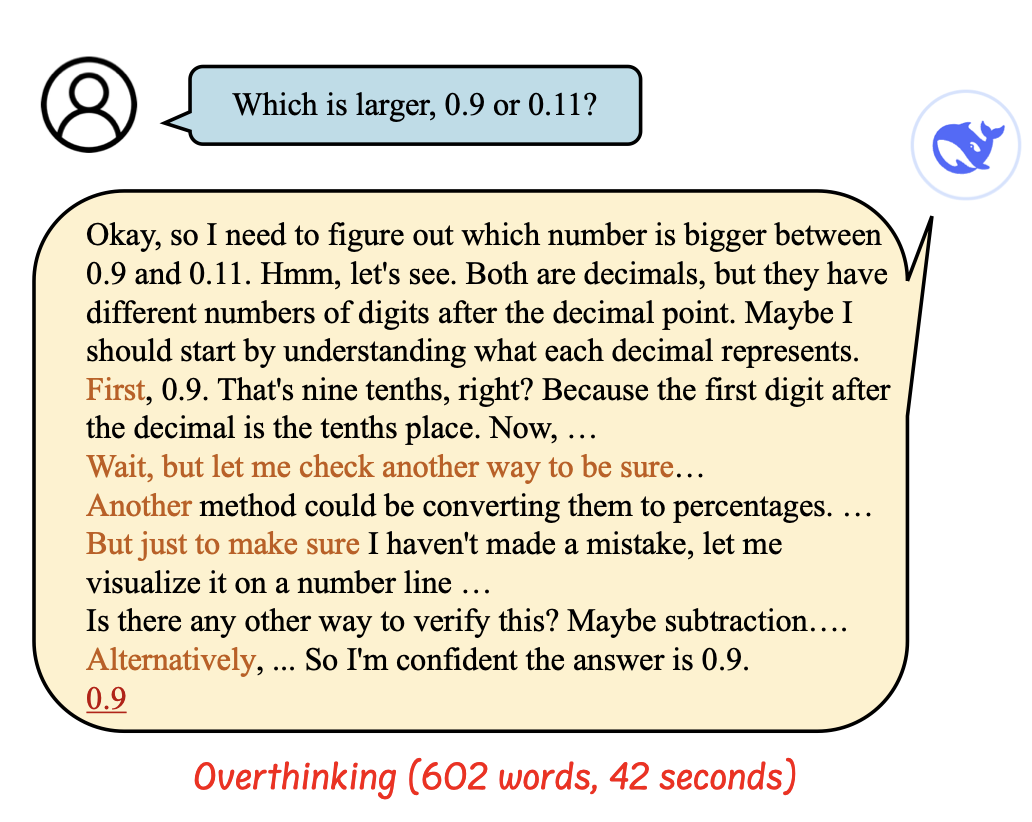 Which is larger, 0.9 or 0.11?
Okay, so I need to figure out which number is bigger between
0.9 and 0.11. Hmm, let's see. Both are decimals, but they have
different numbers of digits after the decimal point. Maybe I
should start by understanding what each decimal represents.
First, 0.9. That's nine tenths, right? Because the first digit after
the decimal is the tenths place. Now, …
Wait, but let me check another way to be sure…
Another method could be converting them to percentages. …
But just to make sure I haven't made a mistake, let me
visualize it on a number line …
Is there any other way to verify this? Maybe subtraction….
Alternatively, ... So I'm confident the answer is 0.9.
0.9
Overthinking (602 words, 42 seconds)